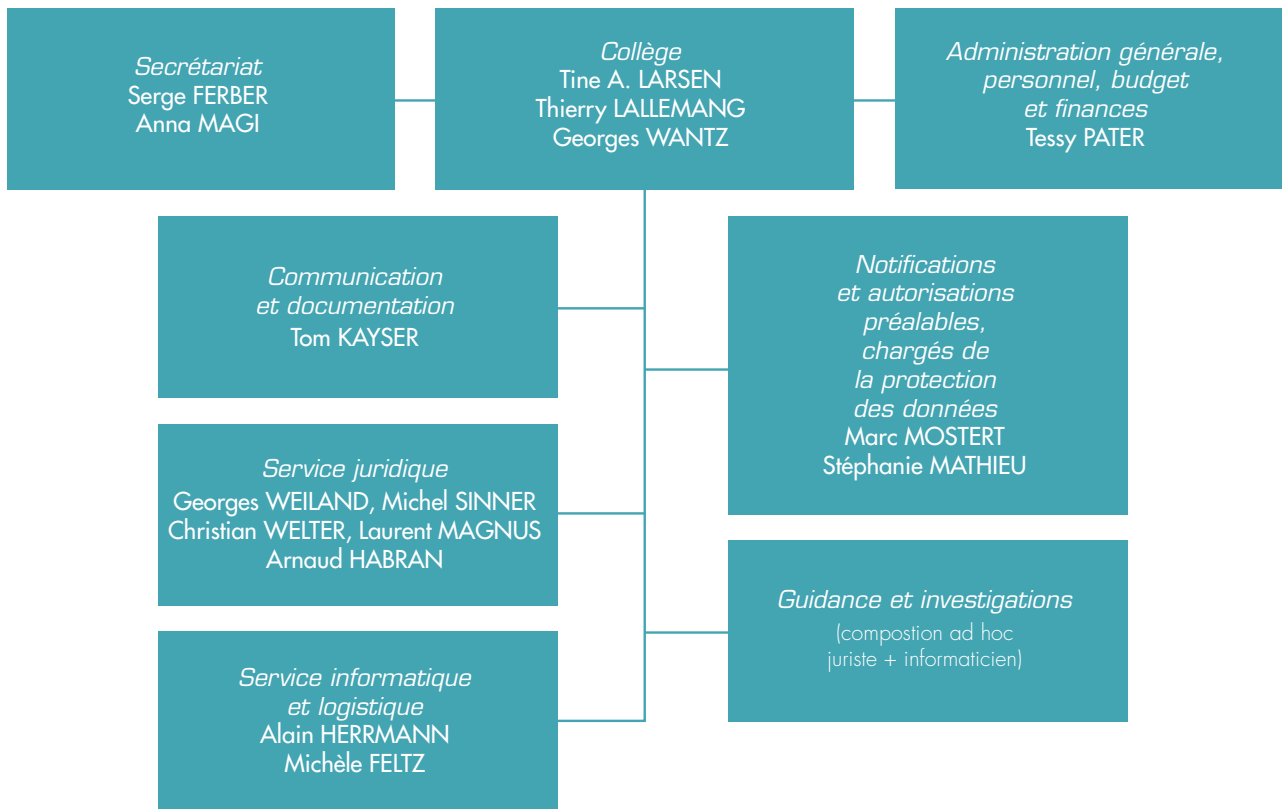 Secrétariat
Serge FERBER
Anna MAGI
Collège
Tine A. LARSEN
Thierry LALLEMANG
Georges WANTZ
Administration générale,
personnel, budget
et finances
Tessy PATER
Communication
et documentation
Tom KAYSER
Notifications
et autorisations
préalables,
chargés de
la protection
des données
Marc MOSTERT
Stéphanie MATHIEU
Service juridique
Georges WEILAND, Michel SINNER
Christian WELTER, Laurent MAGNUS
Arnaud HABRAN
Guidance et investigations
(compostion ad hoc
juriste + informaticien)
Service informatique
et logistique
Alain HERRMANN
Michèle FELTZ